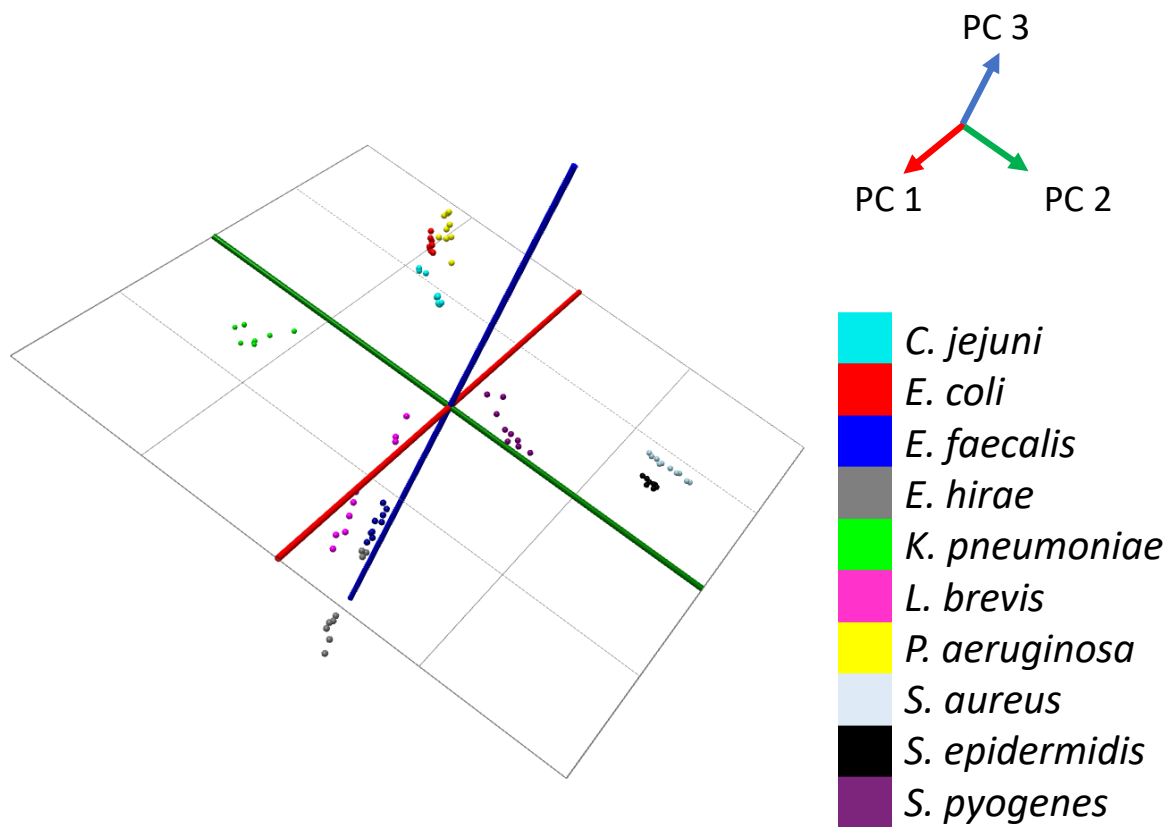 PC 3
PC 1
PC 2
C. jejuni
E. coli
E. faecalis
E. hirae
K. pneumoniae
L. brevis
P. aeruginosa
S. aureus
S. epidermidis
S. pyogenes